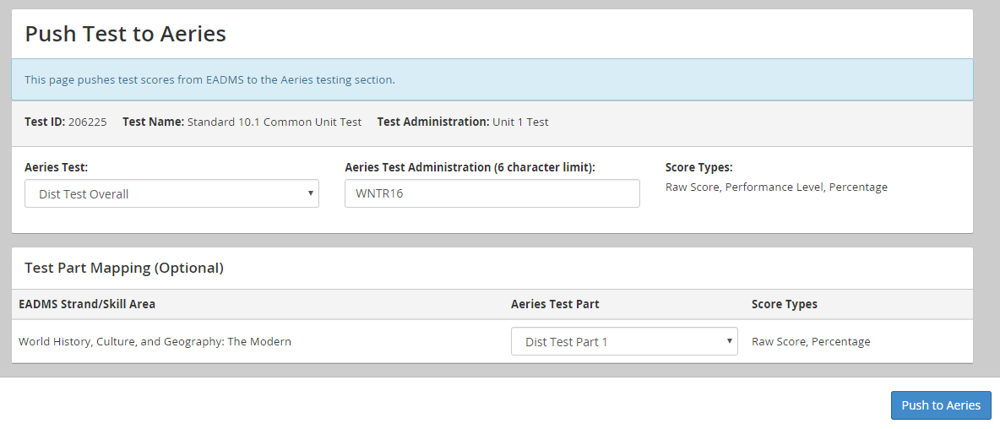 Push Test to Aeries
This page pushes test scores from EADMS to the Aeries testing section.
Test ID: 206225 Test Name: Standard 10.1 Common Unit Test Test Administration: Unit 1 Test
Aeries Test: Aeries Test Administration (6 character limit): Score Types:
Dist Test Overall WNTR16 Raw Score, Performance Level, Percentage
Test Part Mapping (Optional)
EADMS Strand/Skill Area Aeries Test Part Score Types
World History, Culture, and Geography: The Modern Dist Test Part 1 Raw Score, Percentage
Push to Aeries